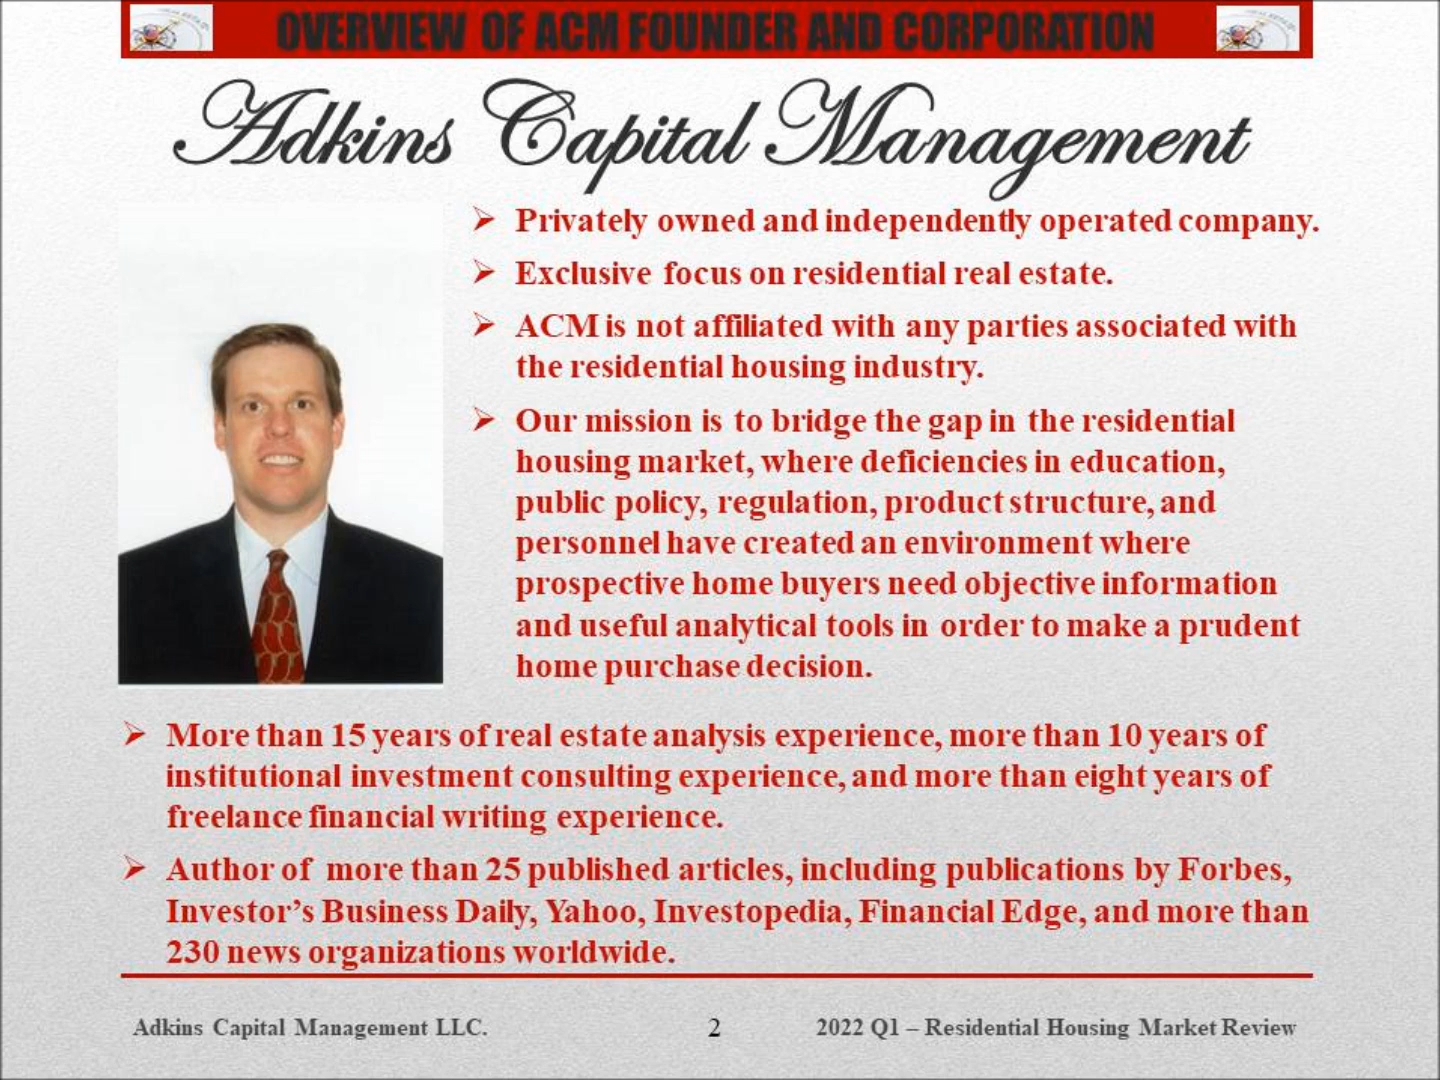 OVERVIEW OF ACM FOUNDER AND CORPORATION
Adkins Capital Management
Privately owned and independently operated company.
Exclusive focus on residential real estate.
ACM is not affiliated with any parties associated with
the residential housing industry.
Our mission is to bridge the gap in the residential
housing market, where deficiencies in education,
public policy, regulation, product structure, and
personnel have created an environment where
prospective home buyers need objective information
and useful analytical tools in order to make a prudent
home purchase decision.
More than 15 years of real estate analysis experience, more than 10 years of
institutional investment consulting experience, and more than eight years of
freelance financial writing experience.
Author of more than 25 published articles, including publications by Forbes,
Investor’s Business Daily, Yahoo, Investopedia, Financial Edge, and more than
230 news organizations worldwide.
Adkins Capital Management LLC.
2
2022 Q1 – Residential Housing Market Review